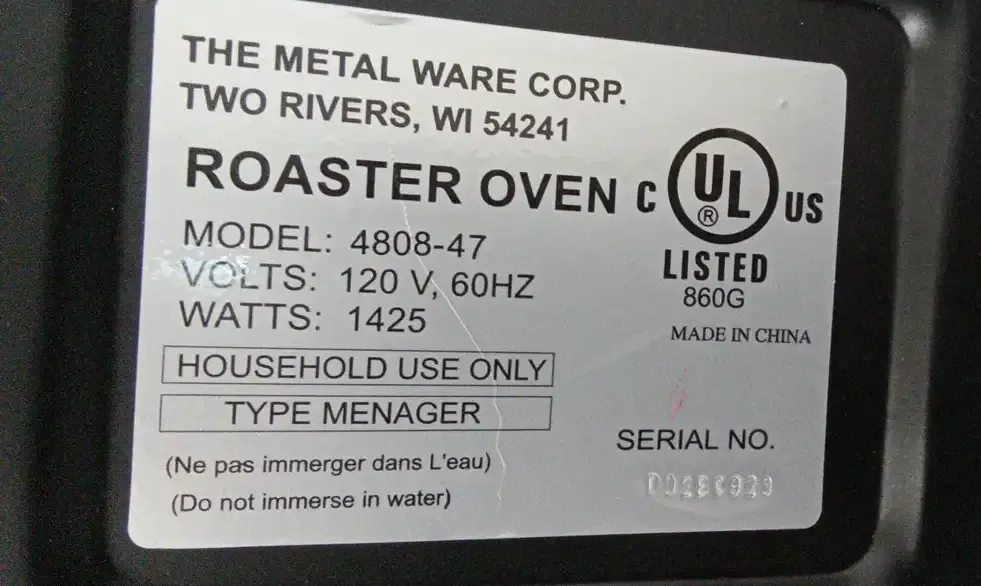 THE METAL WARE CORP.
TWO RIVERS, WI 54241
ROASTER OVEN
C UL ® US
LISTED
860G
MODEL: 4808-47
VOLTS: 120 V, 60HZ
WATTS: 1425
MADE IN CHINA
HOUSEHOLD USE ONLY
TYPE MENAGER
(Ne pas immerger dans L'eau)
(Do not immerse in water)
SERIAL NO.